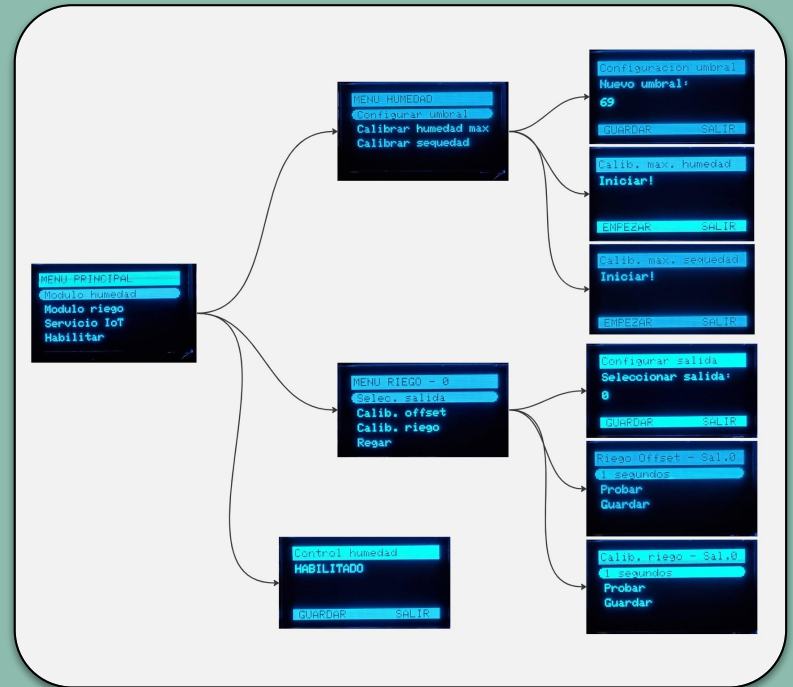 MENU PRINCIPAL
Modulo humedad
Modulo riego
Servicio IoT
Habilitar
MENU HUMEDAD
Configurar umbral
Calibrar humedad max
Calibrar sequedad
Configuracion umbral
Nuevo umbral:
69
GUARDAR SALIR
Calib. max. humedad
Iniciar!
EMPEZAR SALIR
Calib. max. sequedad
Iniciar!
EMPEZAR SALIR
MENU RIEGO - 0
Selec. salida
Calib. offset
Calib. riego
Regar
Configurar salida
Seleccionar salida:
0
GUARDAR SALIR
Riego Offset - Sal.0
1 segundos
Probar
Guardar
Calib. riego - Sal.0
1 segundos
Probar
Guardar
Control humedad
HABILITADO
GUARDAR SALIR